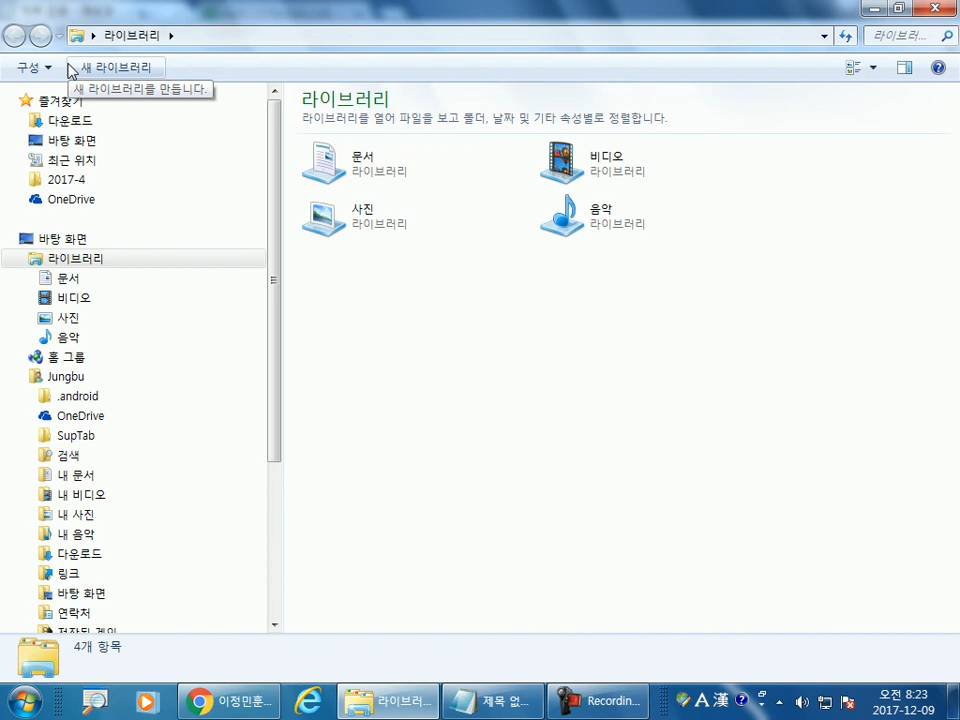 라이브러리
라이브러...
구성
새 라이브러리
새 라이브러리를 만듭니다.
즐겨찾기
다운로드
바탕 화면
최근 위치
2017-4
OneDrive
바탕 화면
라이브러리
문서
비디오
사진
음악
홈 그룹
Jungbu
.android
OneDrive
SupTab
검색
내 문서
내 비디오
내 사진
내 음악
다운로드
링크
바탕 화면
연락처
저장된 게임
라이브러리
라이브러리를 열어 파일을 보고 폴더, 날짜 및 기타 속성별로 정렬합니다.
문서
라이브러리
비디오
라이브러리
사진
라이브러리
음악
라이브러리
4개 항목
이정민훈...
라이브러...
제목 없...
Recordin...
A 漢
오전 8:23
2017-12-09